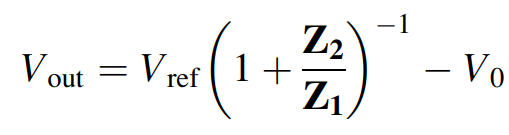 V_out = V_ref (1 + Z_2/Z_1)^{-1} − V_0